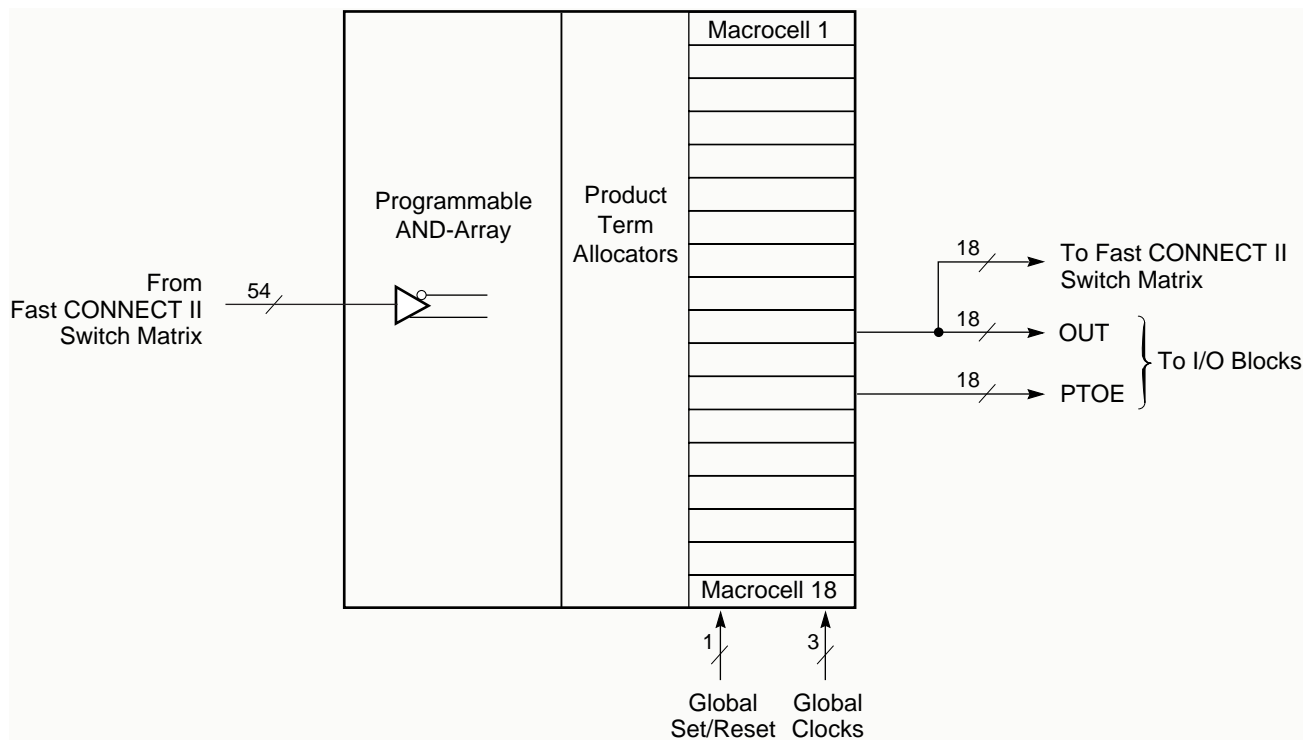 Macrocell 1
Programmable
AND-Array
Product
Term
Allocators
From
Fast CONNECT II
Switch Matrix
54
18
To Fast CONNECT II
Switch Matrix
18
OUT
To I/O Blocks
18
PTOE
Macrocell 18
1
3
Global
Set/Reset
Global
Clocks